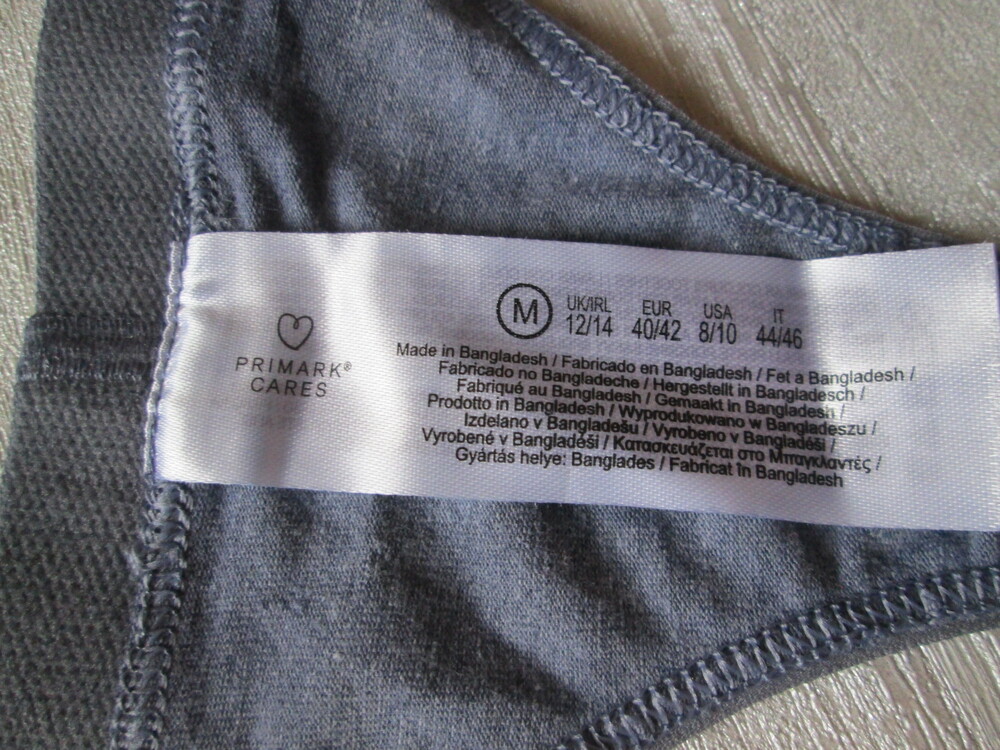 PRIMARK®
CARES
M
UK/IRL EUR USA IT
12/14 40/42 8/10 44/46
Made in Bangladesh / Fabricado en Bangladesh / Fet a Bangladesh /
Fabricado no Bangladeche / Hergestellt in Bangladesch /
Fabriqué au Bangladesh / Gemaakt in Bangladesh /
Prodotto in Bangladesh / Wyprodukowano w Bangladeszu /
Izdelano v Bangladešu / Vyrobeno v Bangladéši /
Vyrobené v Bangladéši / Κατασκευάζεται στο Μπαγκλαντές /
Gyártás helye: Banglades / Fabricat în Bangladesh